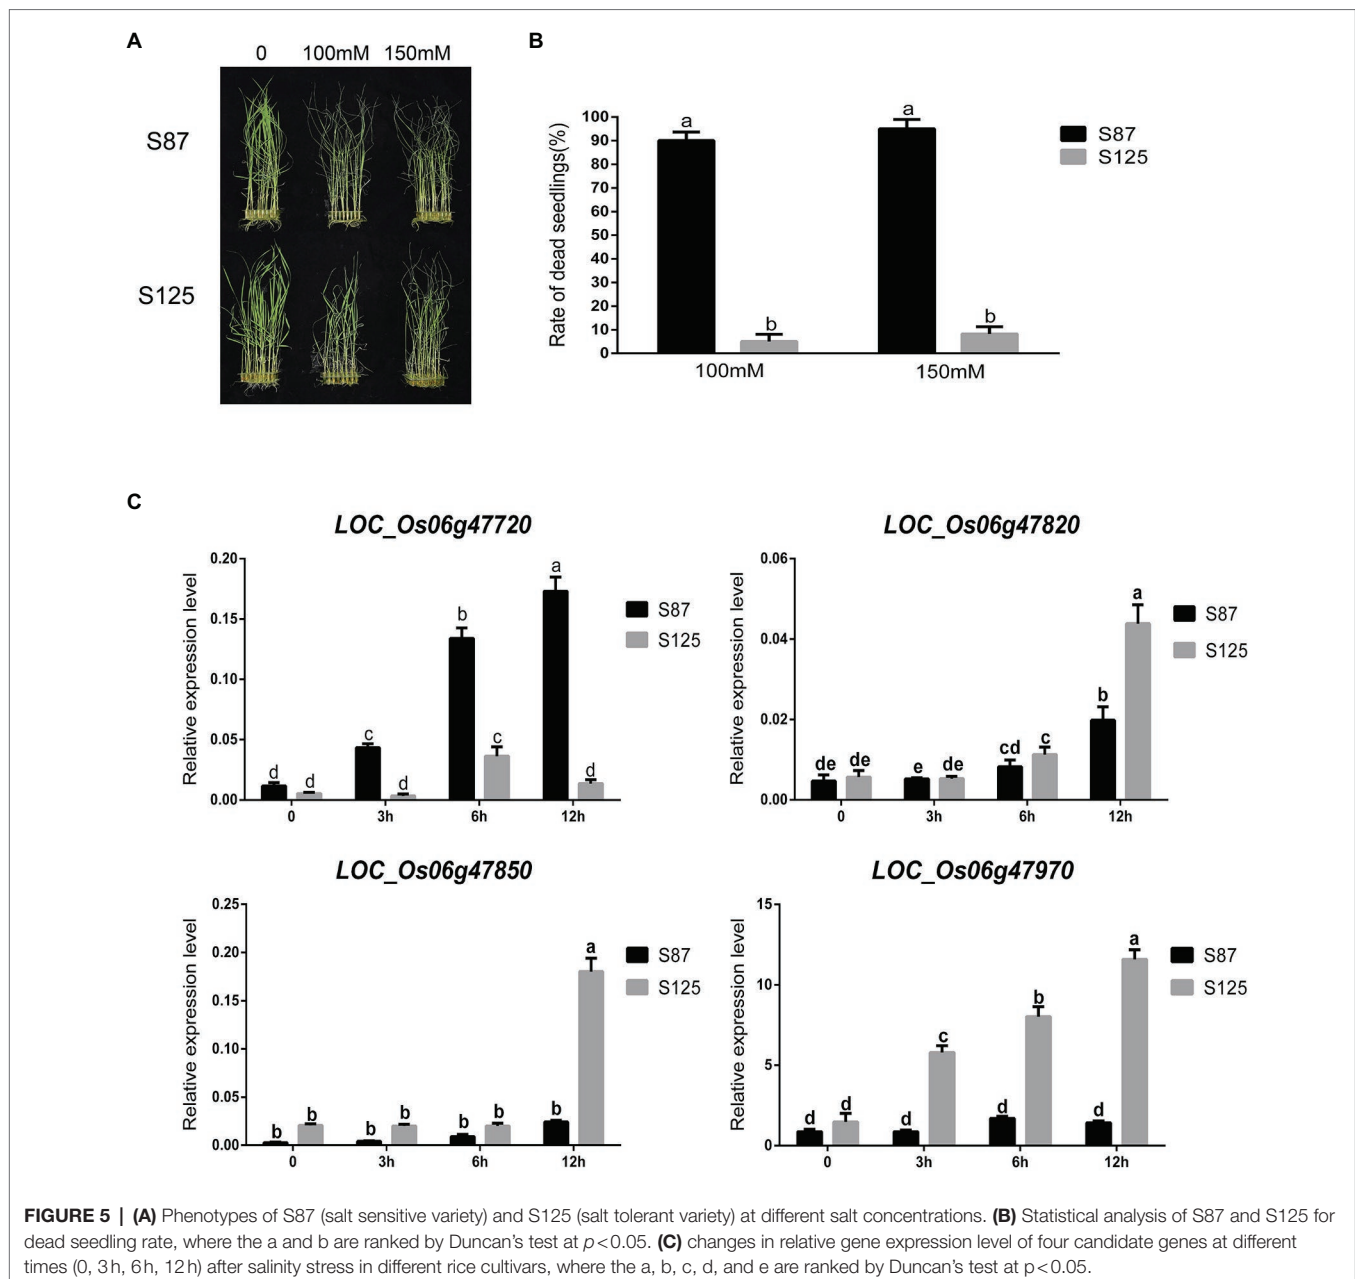 A
0 100mM 150mM
S87
S125
B
Rate of dead seedlings(%)
100
90
80
70
60
50
40
30
20
10
0
a
b
a
b
100mM 150mM
S87
S125
C
LOC_Os06g47720
Relative expression level
0.20
0.15
0.10
0.05
0.00
d d c d b c a d
0 3h 6h 12h
S87
S125
LOC_Os06g47820
Relative expression level
0.06
0.04
0.02
0.00
de de e de cd c b a
0 3h 6h 12h
S87
S125
LOC_Os06g47850
Relative expression level
0.25
0.20
0.15
0.10
0.05
0.00
b b b b b b b a
0 3h 6h 12h
S87
S125
LOC_Os06g47970
Relative expression level
15
10
5
0
d d d c d b d a
0 3h 6h 12h
S87
S125
FIGURE 5 | (A) Phenotypes of S87 (salt sensitive variety) and S125 (salt tolerant variety) at different salt concentrations. (B) Statistical analysis of S87 and S125 for
dead seedling rate, where the a and b are ranked by Duncan's test at p<0.05. (C) changes in relative gene expression level of four candidate genes at different
times (0, 3h, 6h, 12h) after salinity stress in different rice cultivars, where the a, b, c, d, and e are ranked by Duncan's test at p<0.05.